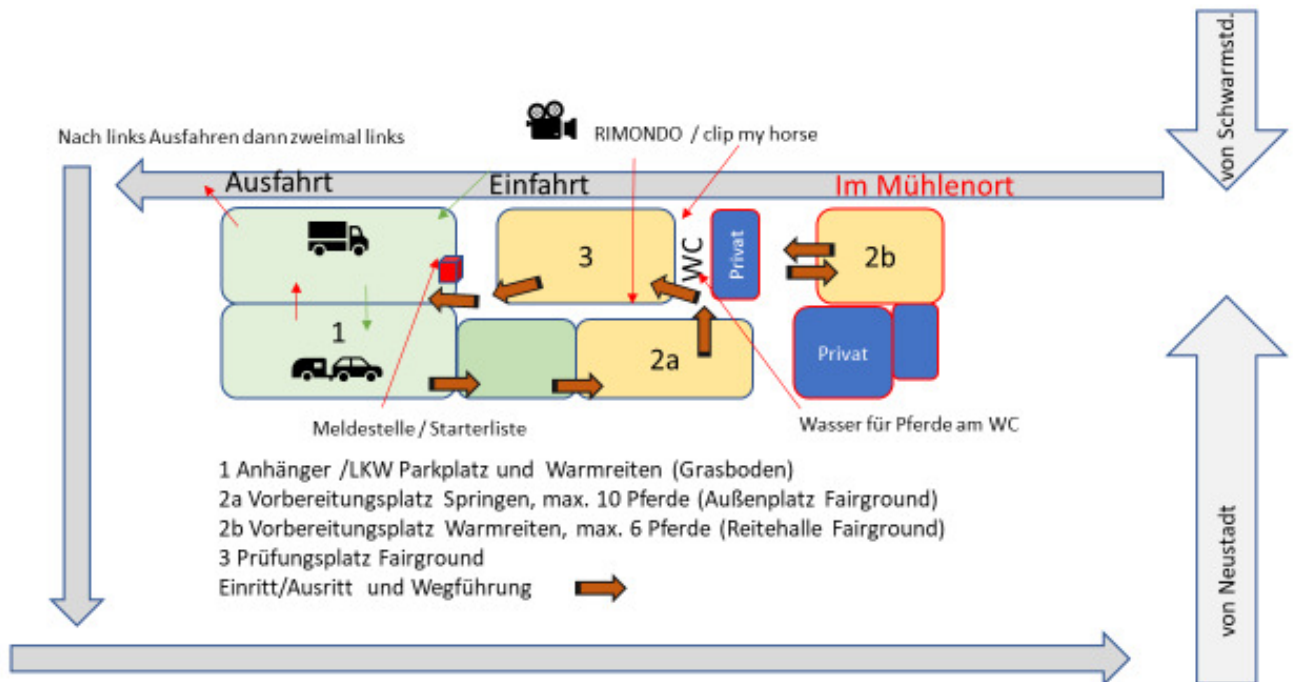 von Schwarmstd.
Nach links Ausfahren dann zweimal links
RIMONDO / clip my horse
Ausfahrt
Einfahrt
Im Mühlenort
3
WC
Privat
2b
1
2a
Privat
Meldestelle / Starterliste
Wasser für Pferde am WC
1 Anhänger /LKW Parkplatz und Warmreiten (Grasboden)
2a Vorbereitungsplatz Springen, max. 10 Pferde (Außenplatz Fairground)
2b Vorbereitungsplatz Warmreiten, max. 6 Pferde (Reitehalle Fairground)
3 Prüfungsplatz Fairground
Einritt/Ausritt und Wegführung
von Neustadt